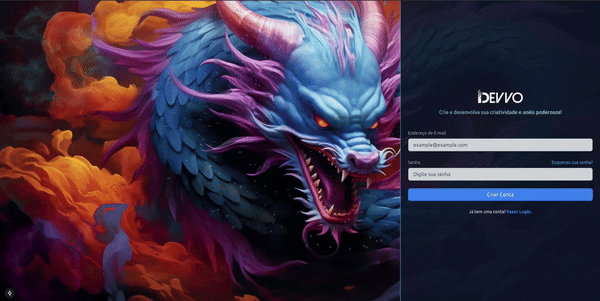 DEVVO
Crie e desenvolva sua criatividade e anéis poderosos!
Endereço de E-mail
example@example.com
Senha Esqueceu sua senha?
Digite sua senha
Criar Conta
Já tem uma conta? Fazer Login.